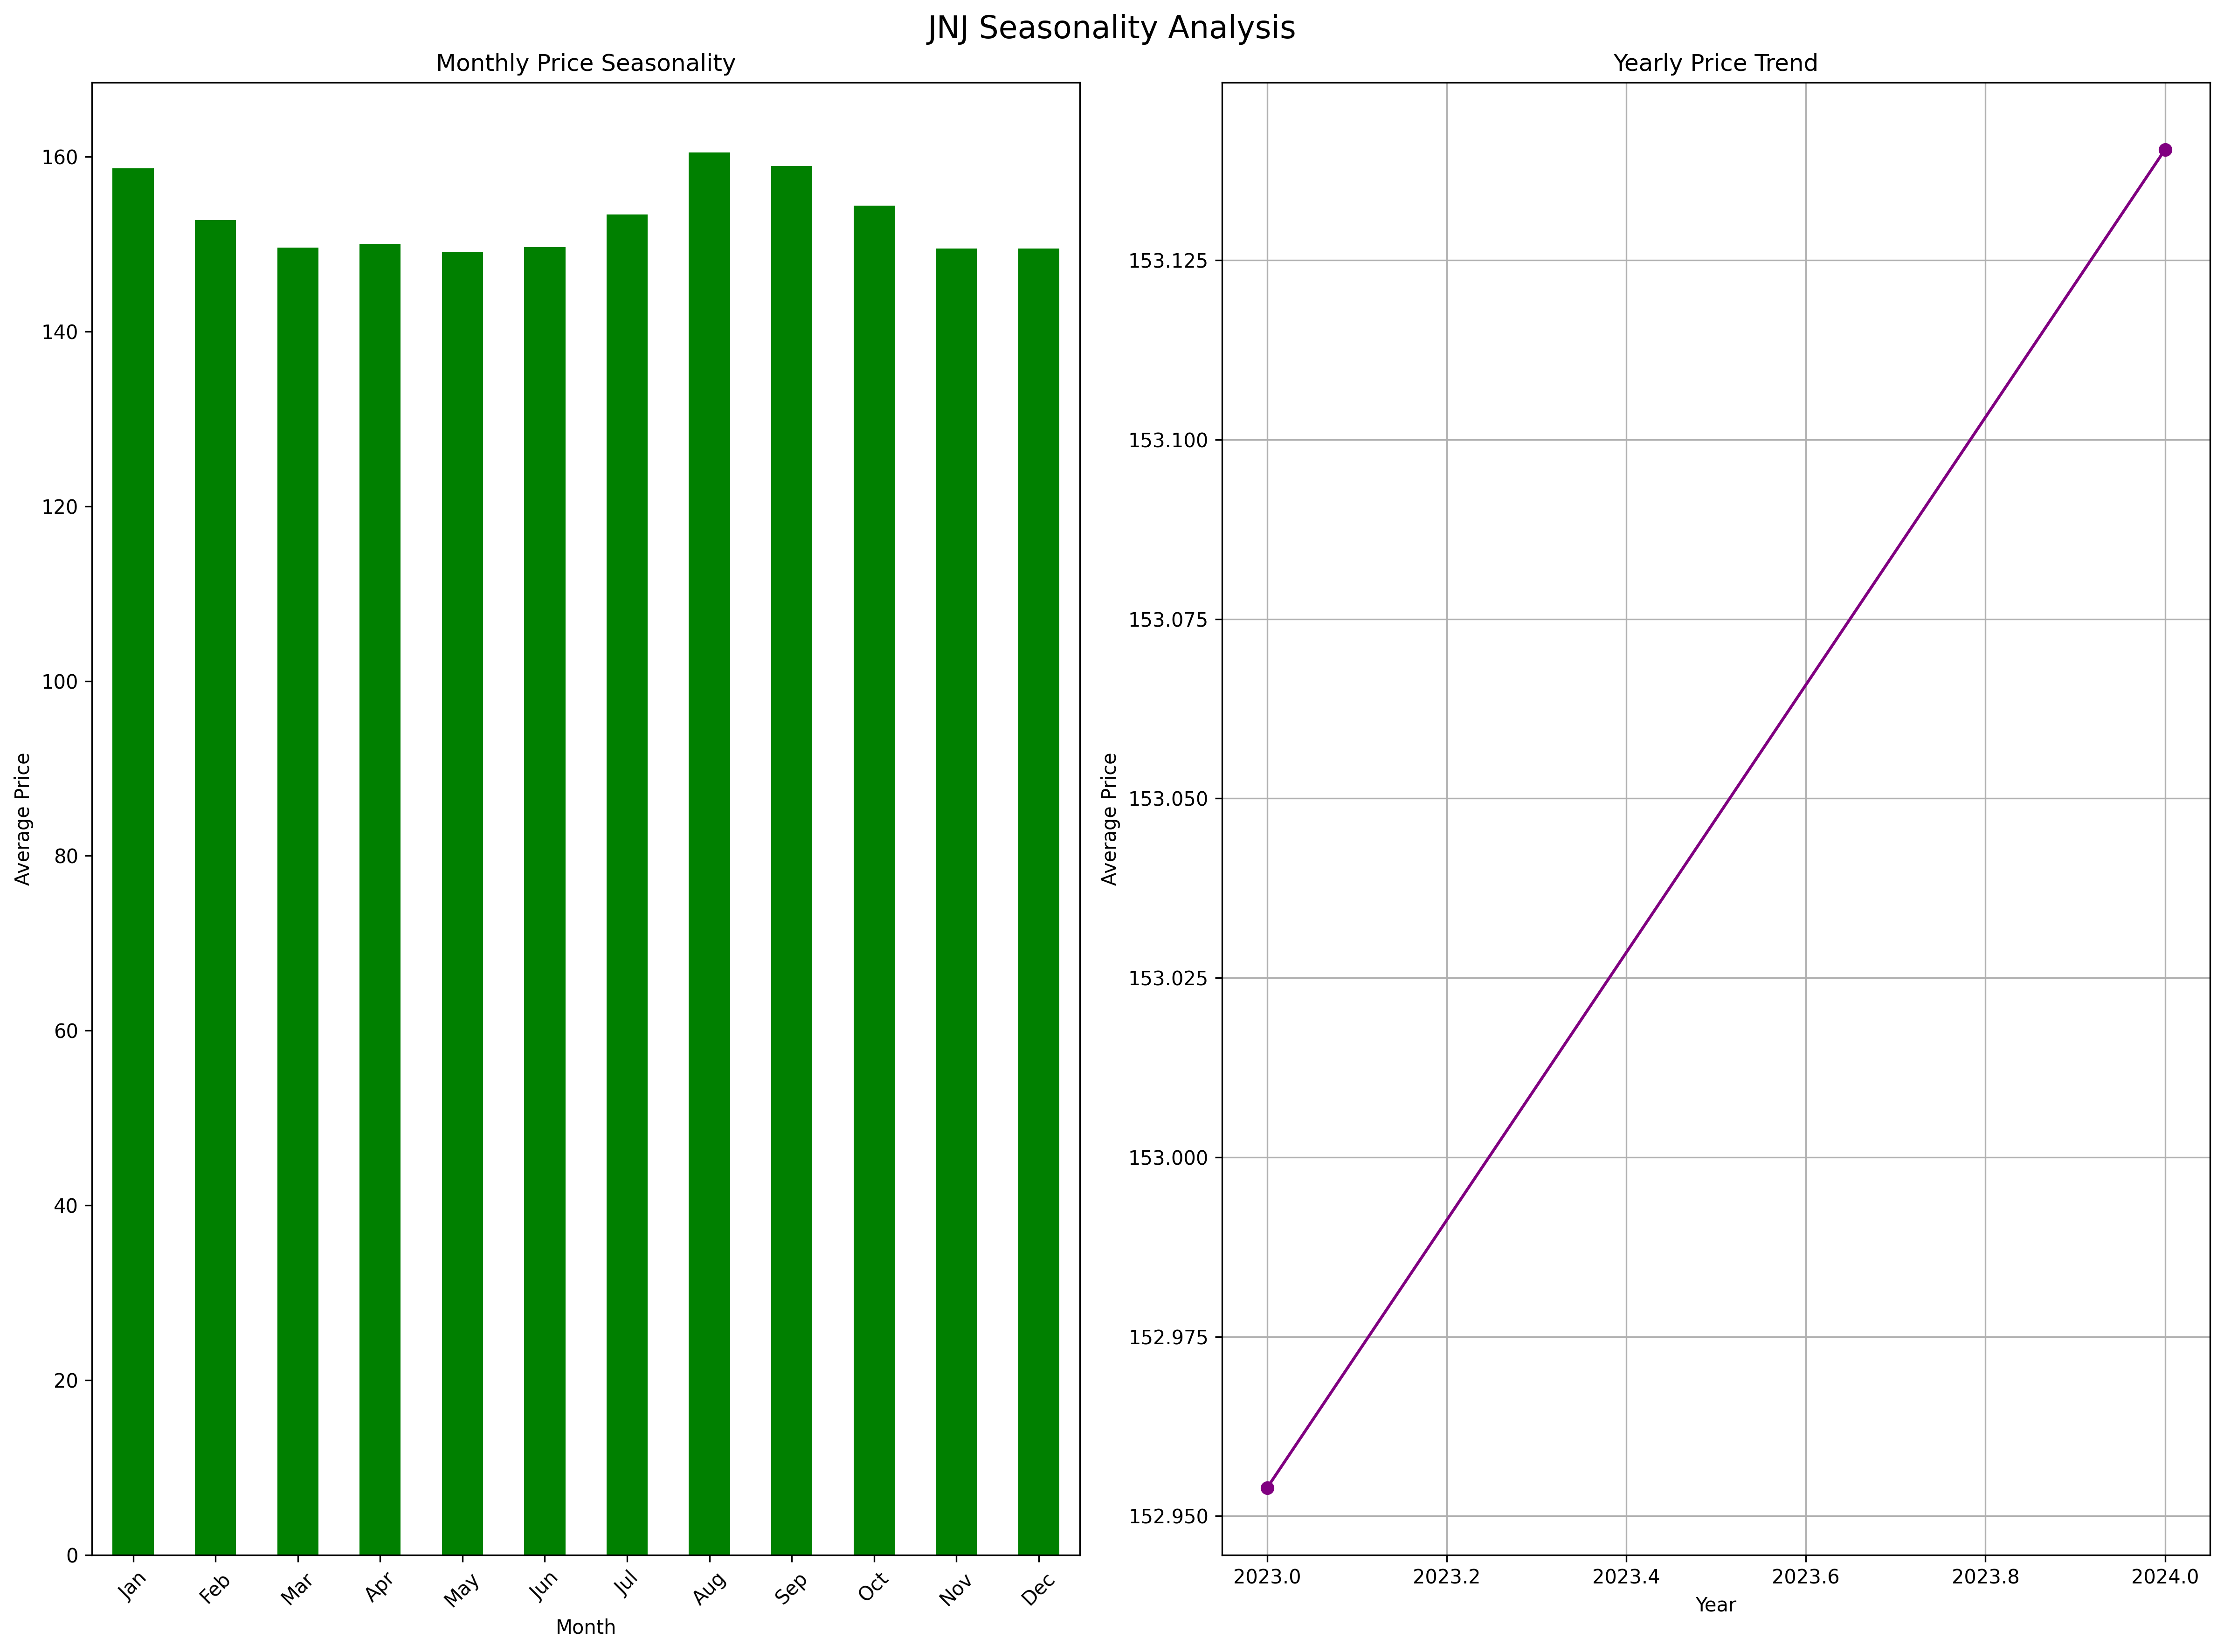 JNJ Seasonality Analysis
Monthly Price Seasonality
Average Price
160
140
120
100
80
60
40
20
0
Jan Feb Mar Apr May Jun Jul Aug Sep Oct Nov Dec
Month
Yearly Price Trend
Average Price
153.125
153.100
153.075
153.050
153.025
153.000
152.975
152.950
2023.0 2023.2 2023.4 2023.6 2023.8 2024.0
Year